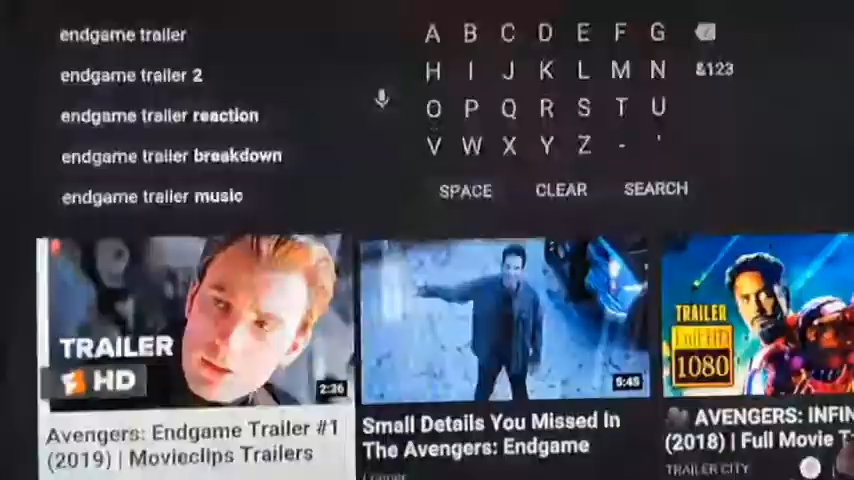 endgame trailer
endgame trailer 2
endgame trailer reaction
endgame trailer breakdown
endgame trailer music
A B C D E F G
H I J K L M N &123
O P Q R S T U
V W X Y Z - '
SPACE CLEAR SEARCH
TRAILER
HD
2:26
Avengers: Endgame Trailer #1
(2019) | Movieclips Trailers
5:45
Small Details You Missed In
The Avengers: Endgame
TRAILER
Full HD
1080
AVENGERS: INFIN
(2018) | Full Movie T
TRAILER CITY